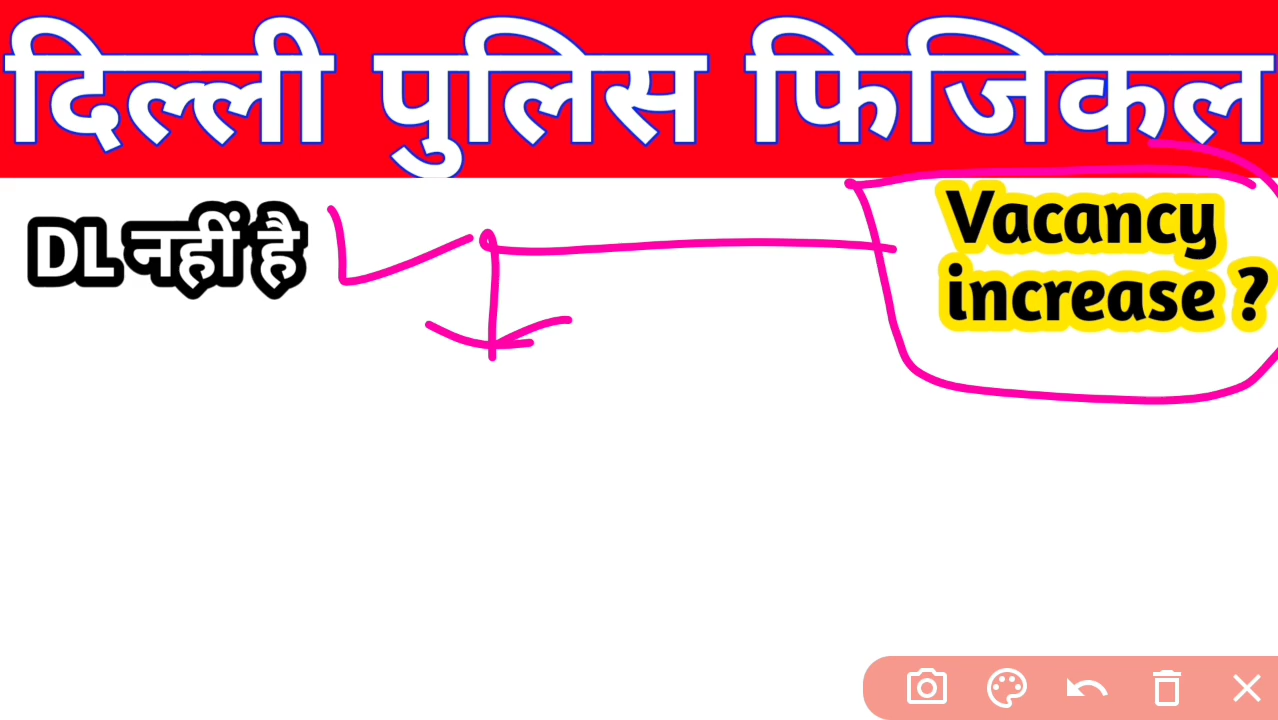 दिल्ली पुलिस फिजिकल
DL नहीं है
Vacancy
increase ?